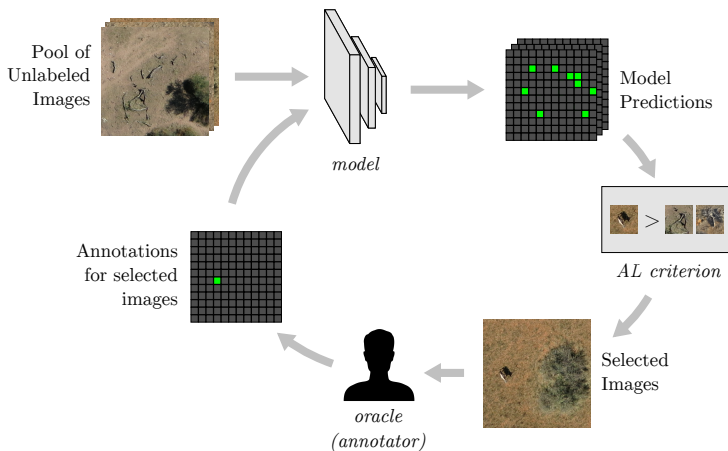 Pool of
Unlabeled
Images
model
Model
Predictions
>
AL criterion
Annotations
for selected
images
Selected
Images
oracle
(annotator)